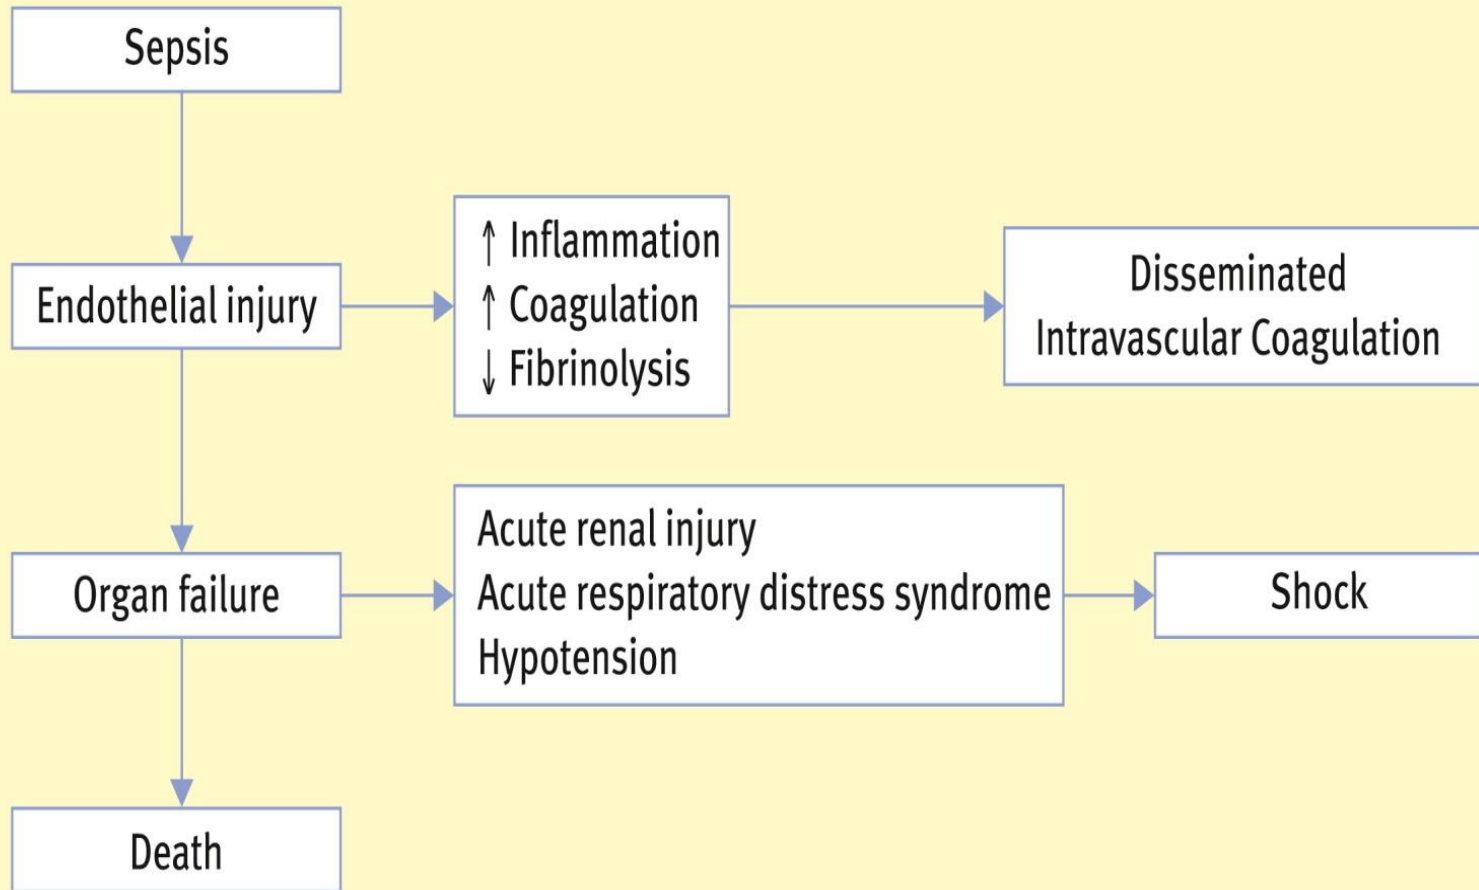 Sepsis
Endothelial injury
↑ Inflammation
↑ Coagulation
↓ Fibrinolysis
Disseminated
Intravascular Coagulation
Organ failure
Acute renal injury
Acute respiratory distress syndrome
Hypotension
Shock
Death